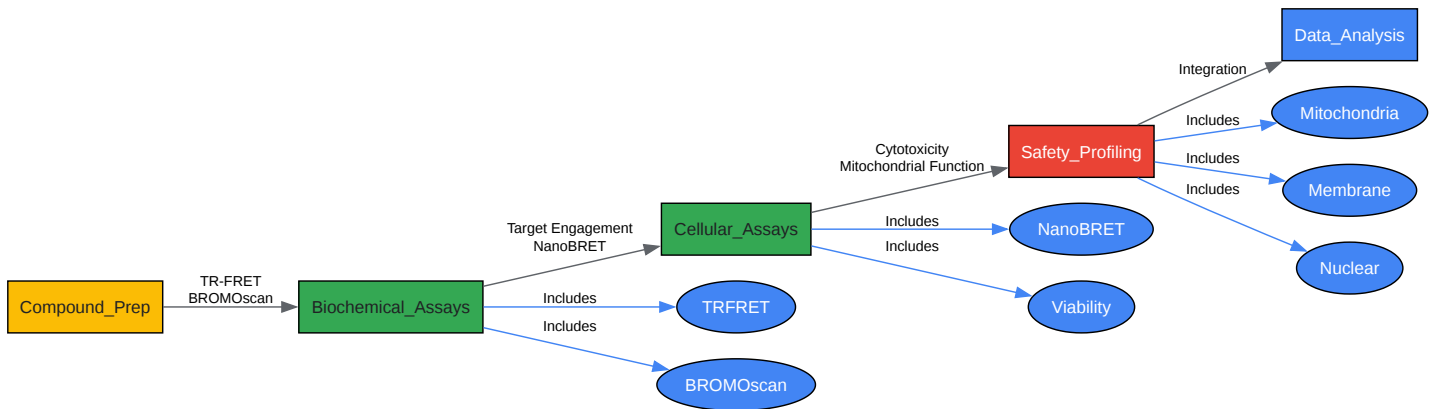 Data_Analysis
Integration
Mitochondria
Includes
Safety_Profiling
Cytotoxicity
Mitochondrial Function
Includes
Membrane
Includes
Nuclear
Target Engagement
NanoBRET
Cellular_Assays
Includes
NanoBRET
Includes
Viability
TR-FRET
BROMOscan
Compound_Prep
Biochemical_Assays
Includes
TRFRET
Includes
BROMOscan